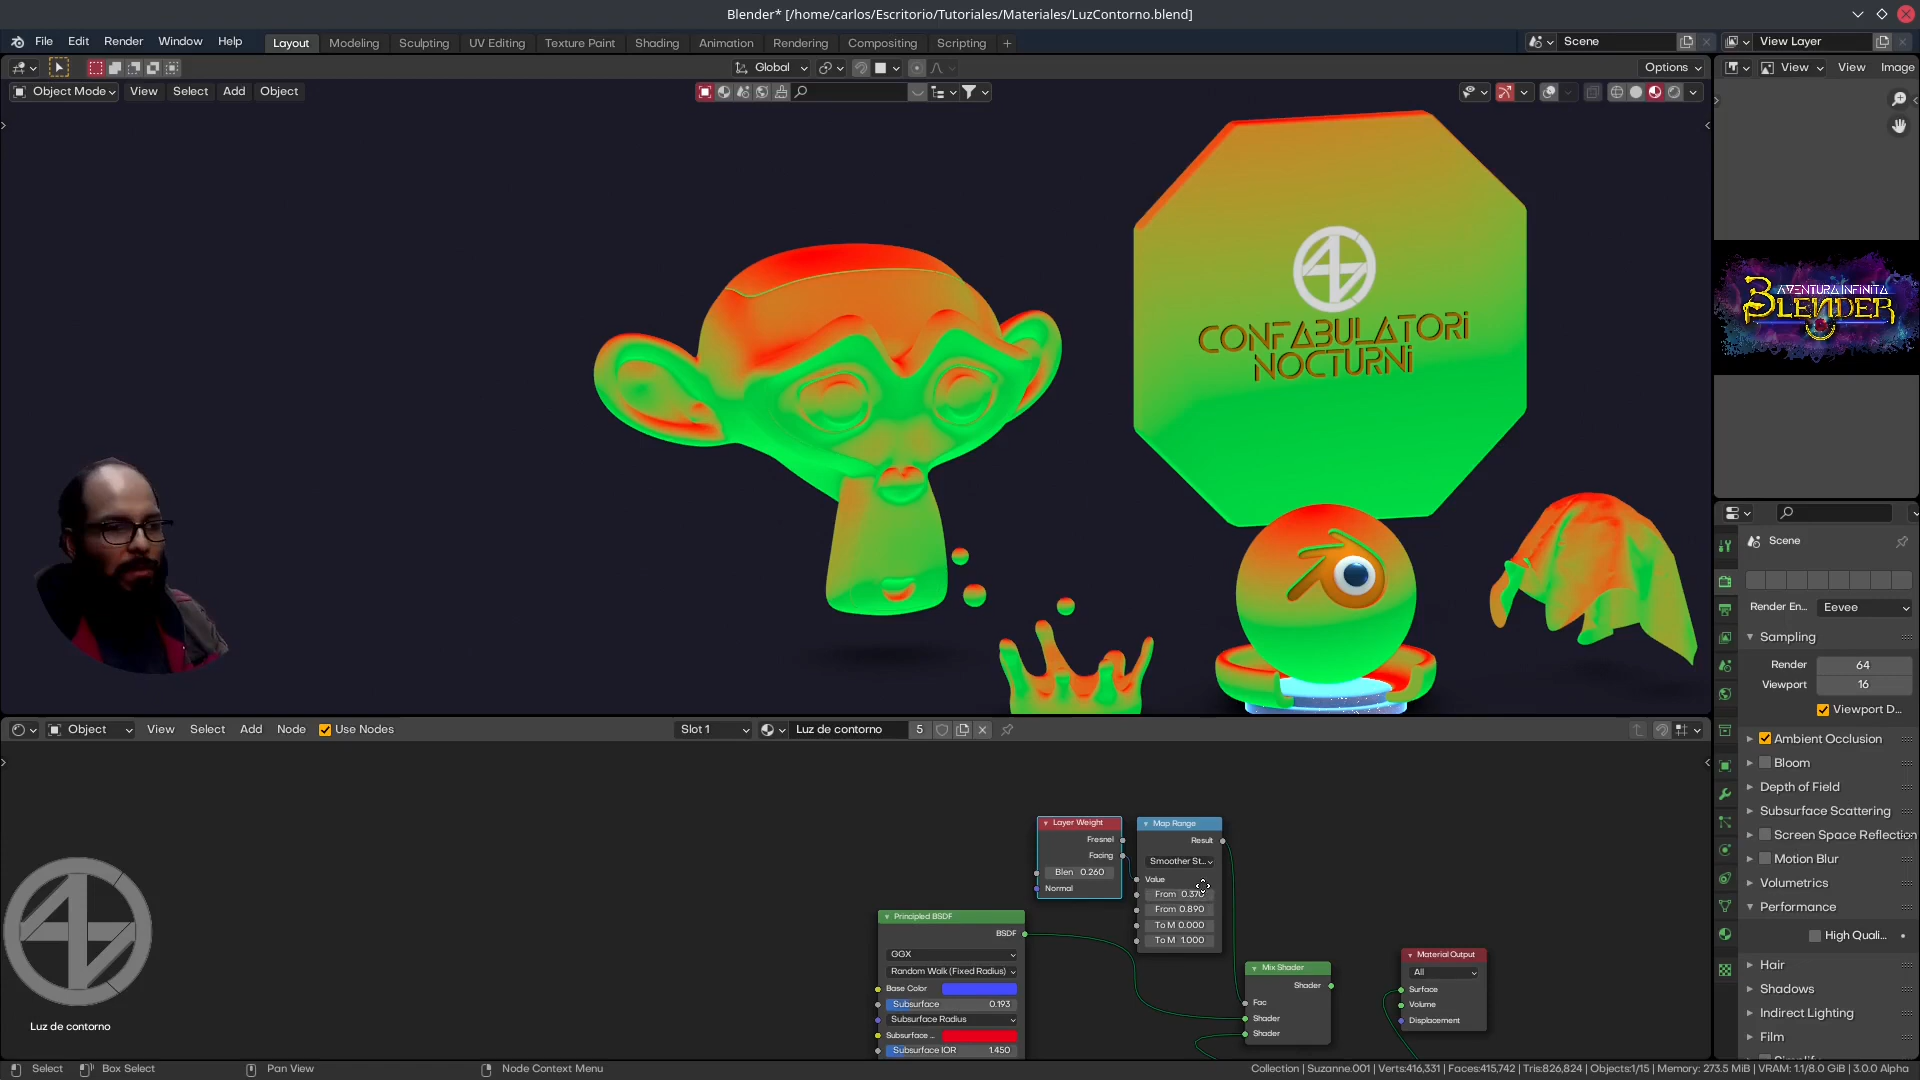 Blender* [/home/carlos/Escritorio/Tutoriales/Materiales/LuzContorno.blend]
File Edit Render Window Help Layout Modeling Sculpting UV Editing Texture Paint Shading Animation Rendering Compositing Scripting + Scene View Layer
Global Options View View Image
Object Mode View Select Add Object
CONFABULATORi
NOCTURNi
AVENTURA INFINITA
BLENDER
Scene
Render En... Eevee
Sampling
Render 64
Viewport 16
Viewport D...
Ambient Occlusion
Bloom
Depth of Field
Subsurface Scattering
Screen Space Reflection
Motion Blur
Volumetrics
Performance
High Quali...
Hair
Shadows
Indirect Lighting
Film
Object View Select Add Node Use Nodes Slot 1 Luz de contorno 5
Layer Weight
Fresnel
Facing
Blen 0.260
Normal
Map Range
Result
Smoother St...
Value
From 0.370
From 0.890
To M 0.000
To M 1.000
Principled BSDF
BSDF
GGX
Random Walk (Fixed Radius)
Base Color
Subsurface 0.193
Subsurface Radius
Subsurface ...
Subsurface IOR 1.450
Mix Shader
Shader
Fac
Shader
Shader
Material Output
All
Surface
Volume
Displacement
Luz de contorno
Select Box Select Pan View Node Context Menu Collection | Suzanne.001 | Verts:416,331 | Faces:415,742 | Tris:826,824 | Objects:1/15 | Memory: 273.5 MiB | VRAM: 1.1/8.0 GiB | 3.0.0 Alpha